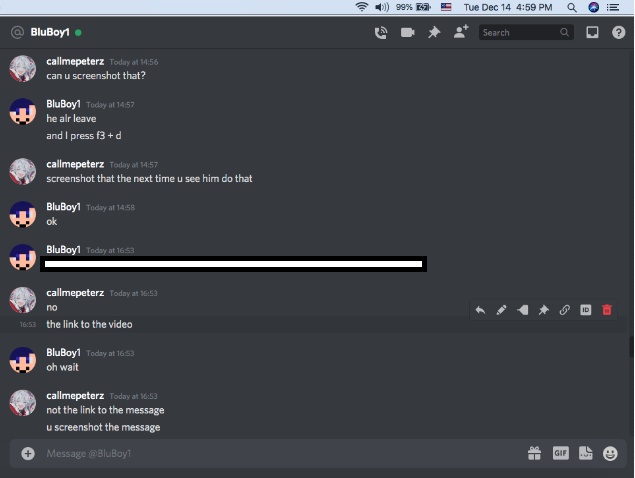 99%
Tue Dec 14 4:59 PM
@ BluBoy1
Search
callmepeterz Today at 14:56
can u screenshot that?
BluBoy1 Today at 14:57
he alr leave
and I press f3 + d
callmepeterz Today at 14:57
screenshot that the next time u see him do that
BluBoy1 Today at 14:58
ok
BluBoy1 Today at 16:53
callmepeterz Today at 16:53
no
ID
16:53 the link to the video
BluBoy1 Today at 16:53
oh wait
callmepeterz Today at 16:53
not the link to the message
u screenshot the message
Message @BluBoy1
GIF